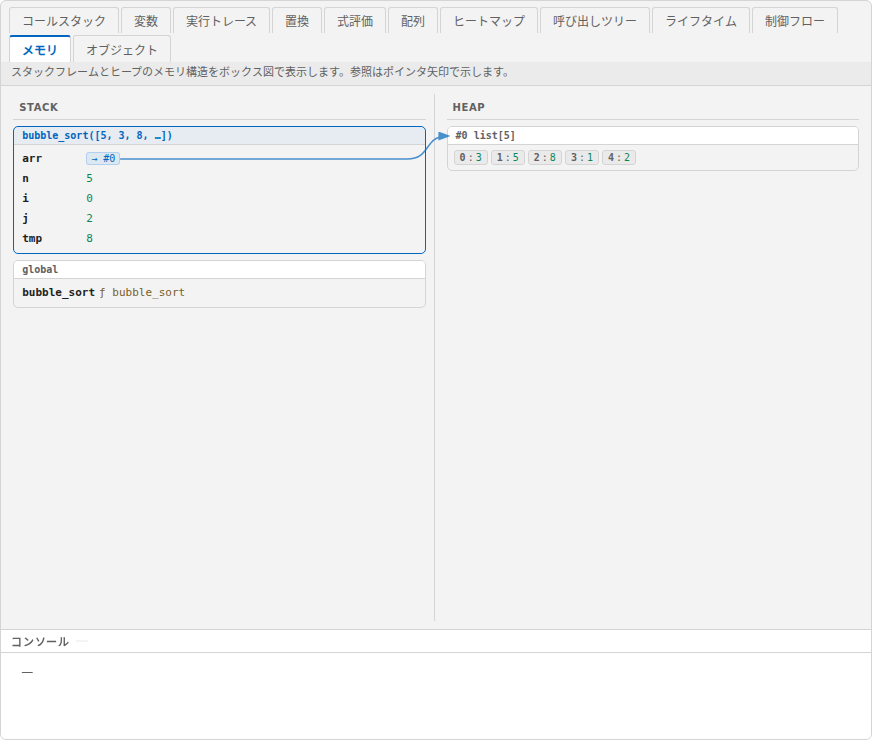 コールスタック 変数 実行トレース 置換 式評価 配列 ヒートマップ 呼び出しツリー ライフタイム 制御フロー
メモリ オブジェクト
スタックフレームとヒープのメモリ構造をボックス図で表示します。参照はポインタ矢印で示します。
STACK
bubble_sort([5, 3, 8, …])
arr → #0
n 5
i 0
j 2
tmp 8
global
bubble_sort ƒ bubble_sort
HEAP
#0 list[5]
0:3 1:5 2:8 3:1 4:2
コンソール —
—